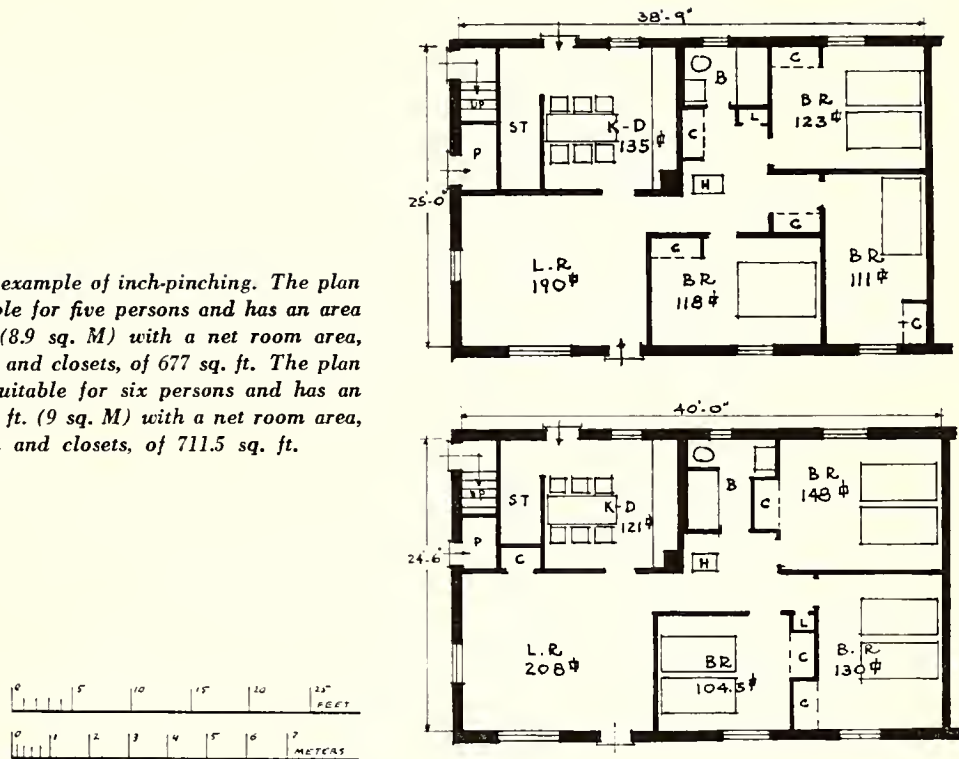 example of inch-pinching. The plan
ble for five persons and has an area
(8.9 sq. M) with a net room area,
and closets, of 677 sq. ft. The plan
uitable for six persons and has an
ft. (9 sq. M) with a net room area,
and closets, of 711.5 sq. ft.
38'-9"
25'-0"
UP
P
ST
K-D
135 ⌽
B
C
L
H
C
BR
123 ⌽
L.R
190 ⌽
C
BR
118 ⌽
C
BR
111 ⌽
C
40'-0"
24'-6"
UP
P
ST
C
K-D
121 ⌽
B
C
H
BR
148 ⌽
L.R
208 ⌽
BR
104.5 ⌽
L
C
C
B.R
130 ⌽
0 5 10 15 20 25
FEET
0 1 2 3 4 5 6 7
METERS